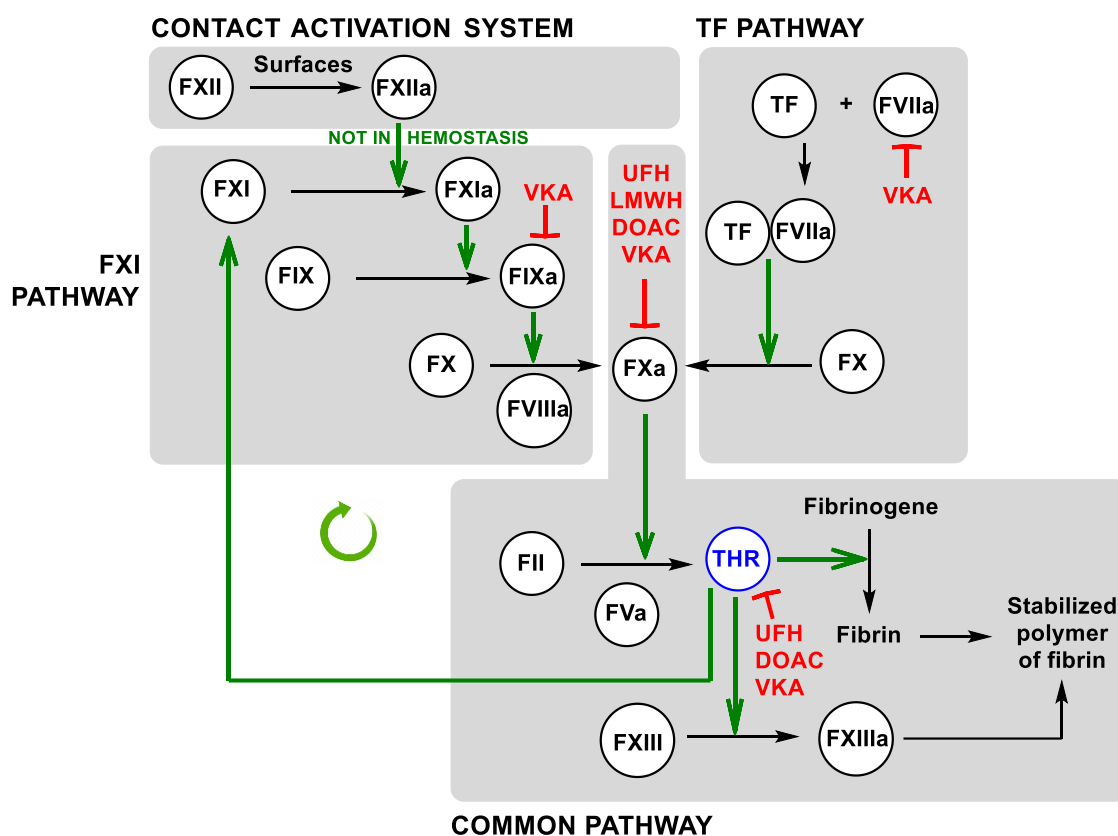 CONTACT ACTIVATION SYSTEM
TF PATHWAY
FXII
Surfaces
FXIIa
TF
+
FVIIa
NOT IN HEMOSTASIS
FXI
FXIa
VKA
UFH
LMWH
DOAC
VKA
VKA
TF
FVIIa
FXI
PATHWAY
FIX
FIXa
FX
FVIIIa
FXa
FX
Fibrinogene
FII
THR
FVa
Fibrin
Stabilized
polymer
of fibrin
UFH
DOAC
VKA
FXIII
FXIIIa
COMMON PATHWAY